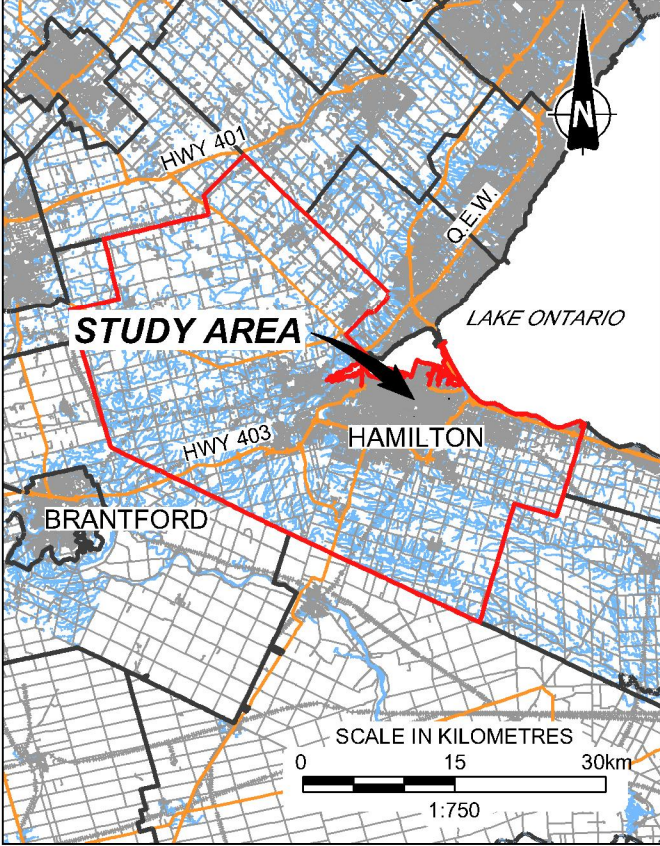 N
HWY 401
Q.E.W.
LAKE ONTARIO
STUDY AREA
HWY 403
HAMILTON
BRANTFORD
SCALE IN KILOMETRES
0 15 30km
1:750